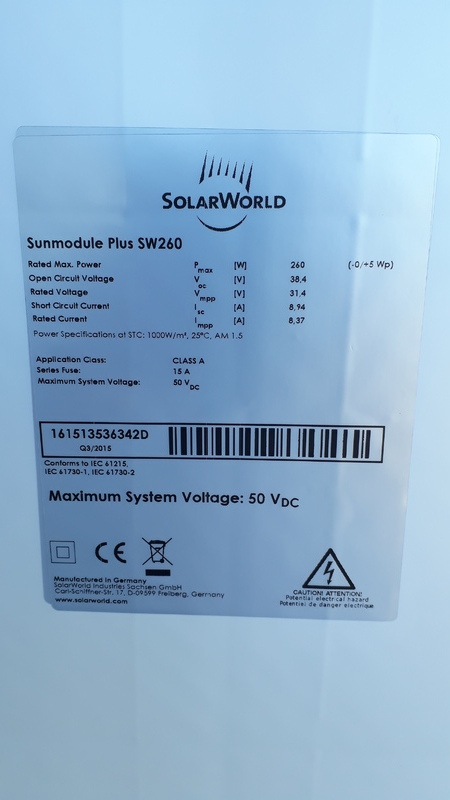 SOLARWORLD
Sunmodule Plus SW260
Rated Max. Power P max [W] 260 (-0/+5 Wp)
Open Circuit Voltage V oc [V] 38,4
Rated Voltage V mpp [V] 31,4
Short Circuit Current I sc [A] 8,94
Rated Current I mpp [A] 8,37
Power Specifications at STC: 1000W/m², 25°C, AM 1.5
Application Class: CLASS A
Series Fuse: 15 A
Maximum System Voltage: 50 V DC
161513536342D
Q3/2015
Conforms to IEC 61215,
IEC 61730-1, IEC 61730-2
Maximum System Voltage: 50 VDC
CE
Manufactured in Germany
SolarWorld Industries Sachsen GmbH
Carl-Schiffner-Str. 17, D-09599 Freiberg, Germany
www.solarworld.com
CAUTION! ATTENTION!
Potential electrical hazard
Potentiel de danger électrique